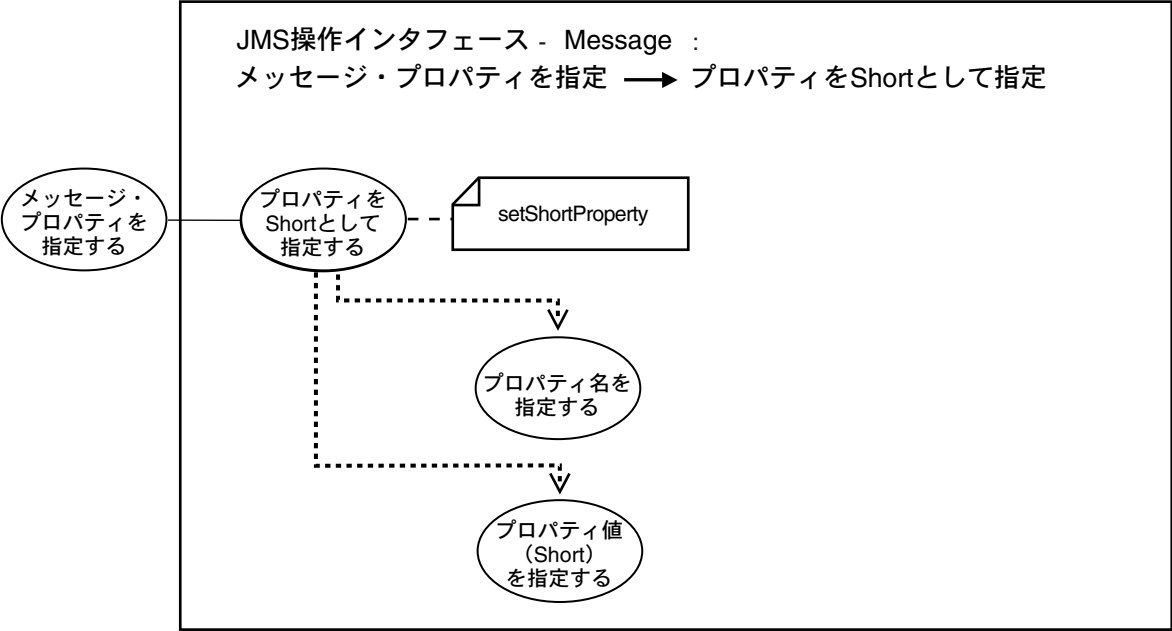 JMS操作インタフェース - Message :
メッセージ・プロパティを指定 → プロパティをShortとして指定
メッセージ・
プロパティを
指定する
プロパティを
Shortとして
指定する
setShortProperty
プロパティ名を
指定する
プロパティ値
（Short）
を指定する